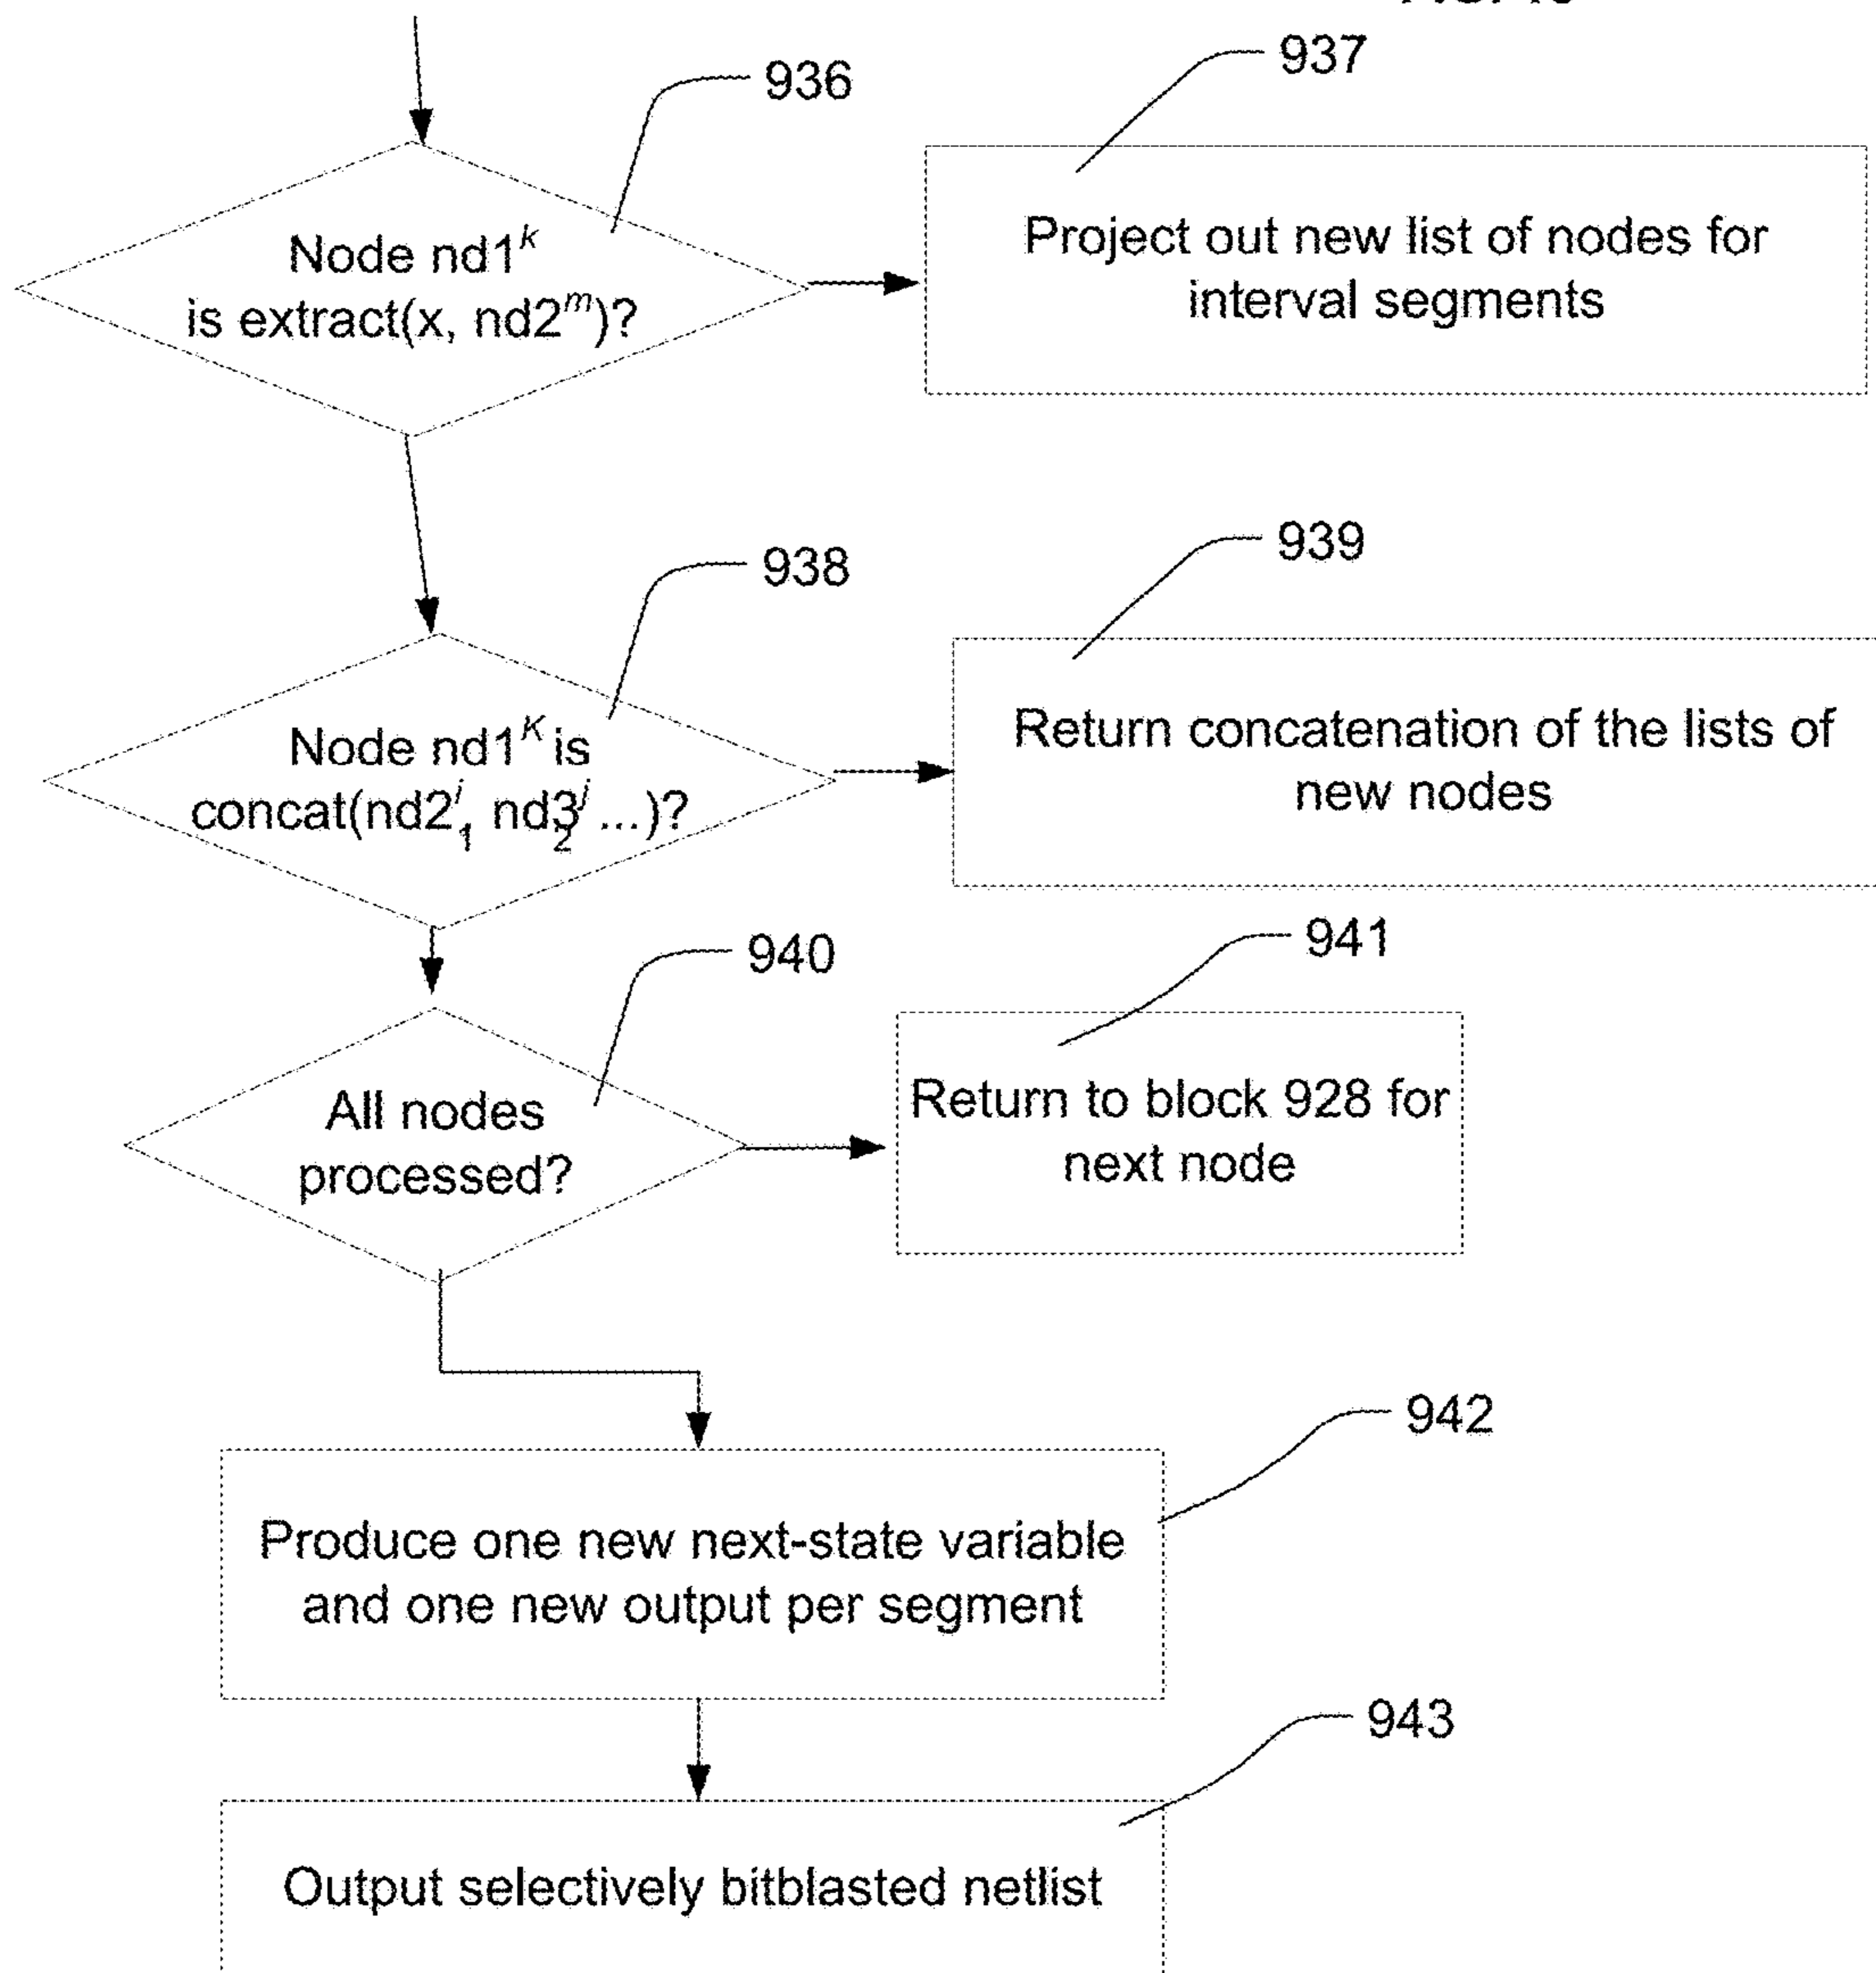 936
937
Node nd1^k
is extract(x, nd2^m)?
Project out new list of nodes for
interval segments
938
939
Node nd1^K is
concat(nd2^i_1 nd3^j_2 ...)?
Return concatenation of the lists of
new nodes
940
941
All nodes
processed?
Return to block 928 for
next node
942
Produce one new next-state variable
and one new output per segment
943
Output selectively bitblasted netlist